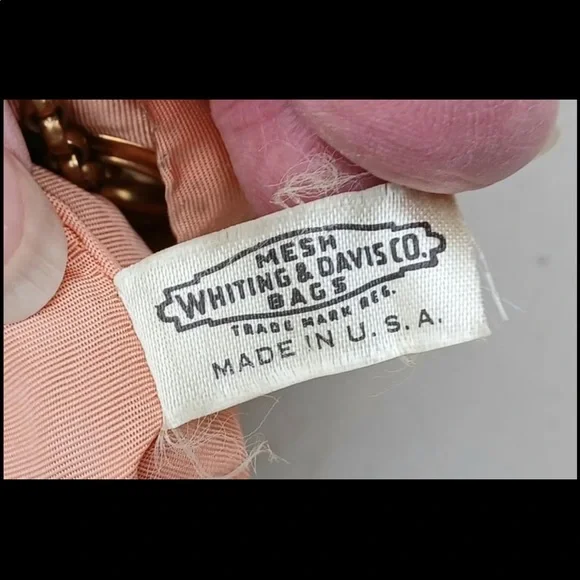 MESH
WHITING & DAVIS CO.
BAGS
TRADE MARK REG.
MADE IN U.S.A.